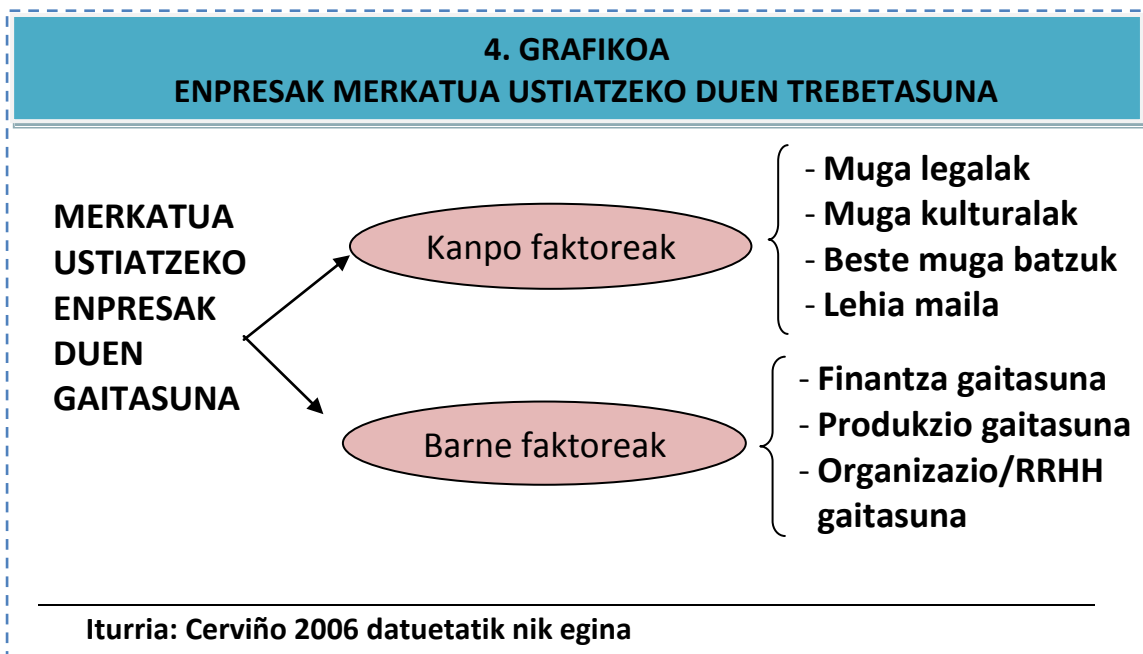 4. GRAFIKOA
ENPRESAK MERKATUA USTIATZEKO DUEN TREBETASUNA
MERKATUA
USTIATZEKO
ENPRESAK
DUEN
GAITASUNA
Kanpo faktoreak
- Muga legalak
- Muga kulturalak
- Beste muga batzuk
- Lehia maila
Barne faktoreak
- Finantza gaitasuna
- Produkzio gaitasuna
- Organizazio/RRHH
gaitasuna
Iturria: Cerviño 2006 datuetatik nik egina